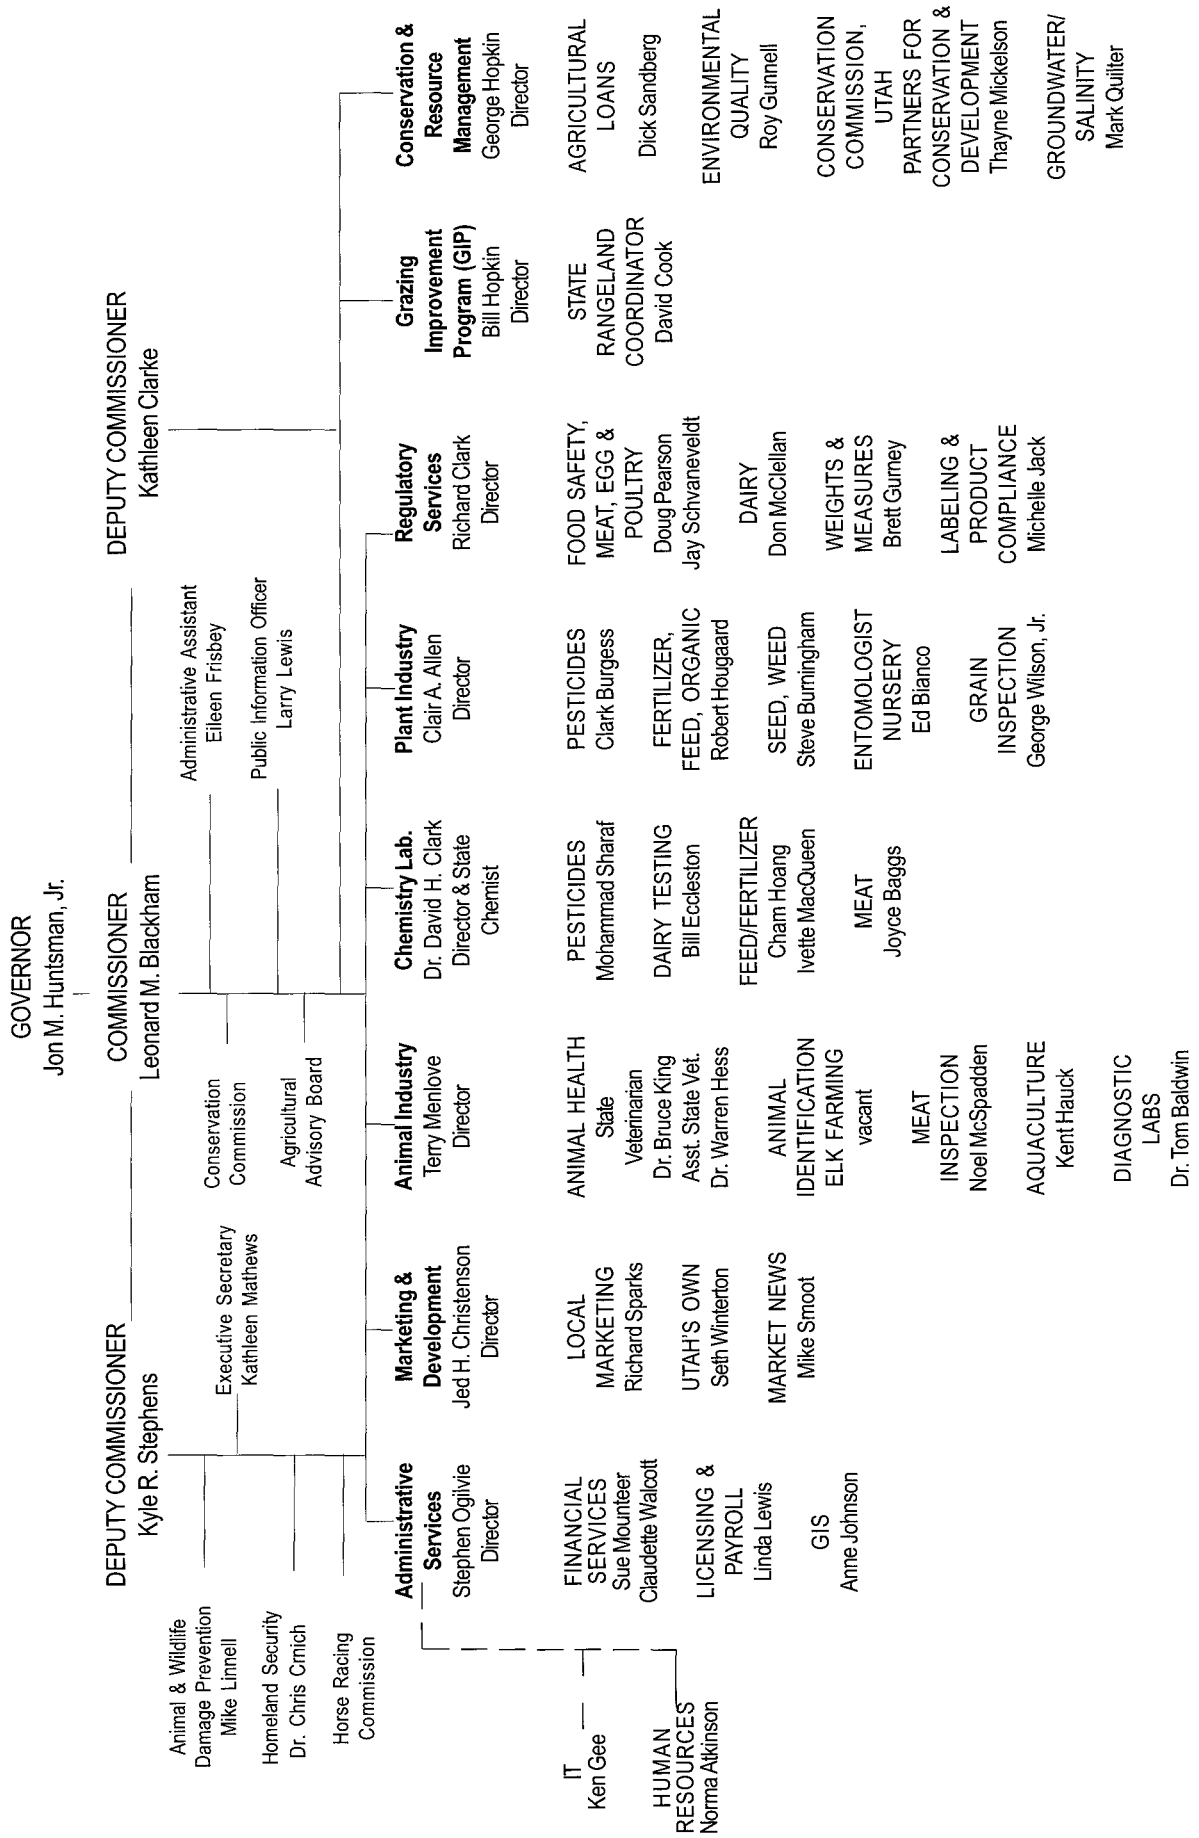 GOVERNOR
Jon M. Huntsman, Jr.
DEPUTY COMMISSIONER
Kyle R. Stephens
COMMISSIONER
Leonard M. Blackham
DEPUTY COMMISSIONER
Kathleen Clarke
Animal & Wildlife
Damage Prevention
Mike Linnell
Homeland Security
Dr. Chris Crnich
Horse Racing
Commission
Executive Secretary
Kathleen Mathews
Conservation
Commission
Agricultural
Advisory Board
Administrative Assistant
Eileen Frisbey
Public Information Officer
Larry Lewis
Administrative
Services
Stephen Ogilvie
Director
FINANCIAL
SERVICES
Sue Mounteer
Claudette Walcott
LICENSING &
PAYROLL
Linda Lewis
GIS
Anne Johnson
IT
Ken Gee
HUMAN
RESOURCES
Norma Atkinson
Marketing &
Development
Jed H. Christenson
Director
LOCAL
MARKETING
Richard Sparks
UTAH'S OWN
Seth Winterton
MARKET NEWS
Mike Smoot
Animal Industry
Terry Menlove
Director
ANIMAL HEALTH
State
Veterinarian
Dr. Bruce King
Asst. State Vet.
Dr. Warren Hess
ANIMAL
IDENTIFICATION
ELK FARMING
vacant
MEAT
INSPECTION
Noel McSpadden
AQUACULTURE
Kent Hauck
DIAGNOSTIC
LABS
Dr. Tom Baldwin
Chemistry Lab.
Dr. David H. Clark
Director & State
Chemist
PESTICIDES
Mohammad Sharaf
DAIRY TESTING
Bill Eccleston
FEED/FERTILIZER
Cham Hoang
Ivette MacQueen
MEAT
Joyce Baggs
Plant Industry
Clair A. Allen
Director
PESTICIDES
Clark Burgess
FERTILIZER,
FEED, ORGANIC
Robert Hougaard
SEED, WEED
Steve Burningham
ENTOMOLOGIST
NURSERY
Ed Bianco
GRAIN
INSPECTION
George Wilson, Jr.
Regulatory
Services
Richard Clark
Director
FOOD SAFETY,
MEAT, EGG &
POULTRY
Doug Pearson
Jay Schvaneveldt
DAIRY
Don McClellan
WEIGHTS &
MEASURES
Brett Gurney
LABELING &
PRODUCT
COMPLIANCE
Michelle Jack
Grazing
Improvement
Program (GIP)
Bill Hopkin
Director
STATE
RANGELAND
COORDINATOR
David Cook
Conservation &
Resource
Management
George Hopkin
Director
AGRICULTURAL
LOANS
Dick Sandberg
ENVIRONMENTAL
QUALITY
Roy Gunnell
CONSERVATION
COMMISSION,
UTAH
PARTNERS FOR
CONSERVATION &
DEVELOPMENT
Thayne Mickelson
GROUNDWATER/
SALINITY
Mark Quilter